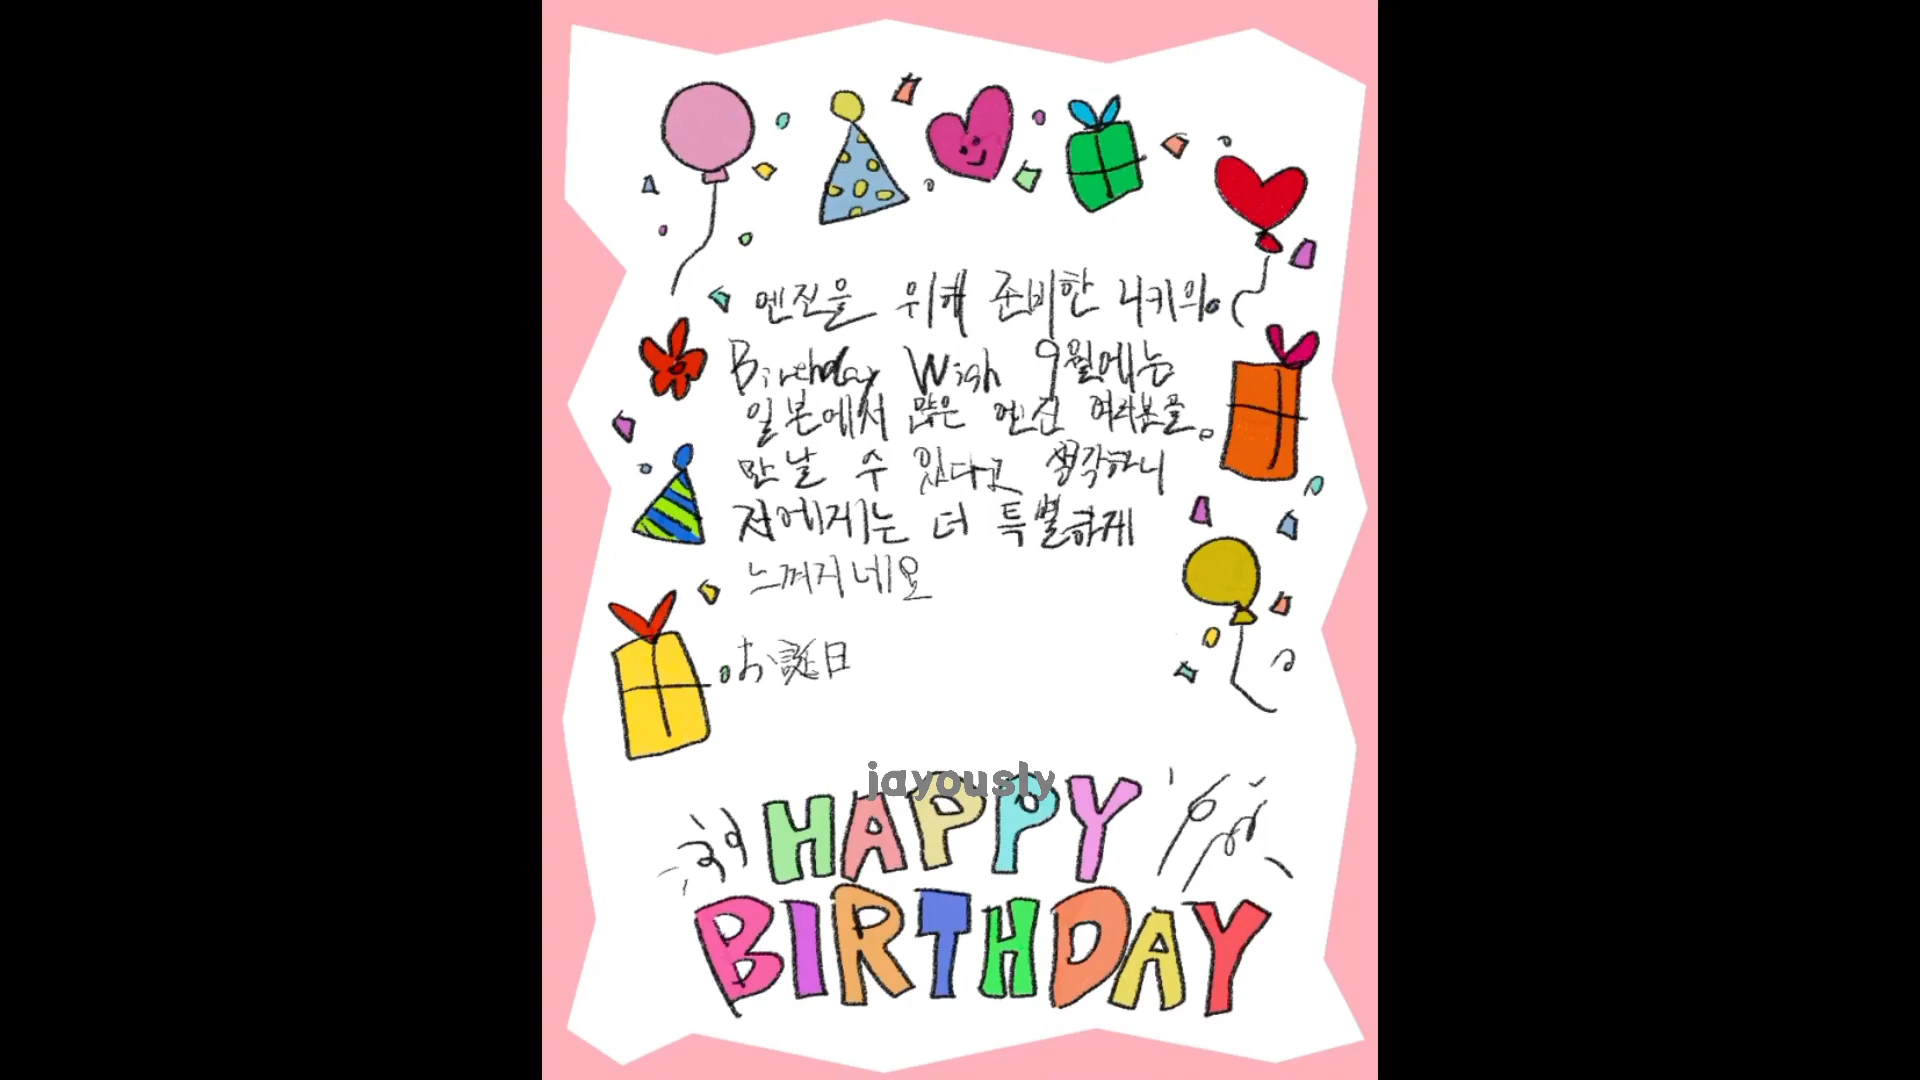 엔진을 위해 준비한 니키의
Birthday Wish 9월에는
일본에서 많은 엔진 여러분을
만날 수 있다고 생각하니
저에게는 더 특별하게
느껴지네요
お誕日
jayously
HAPPY
BIRTHDAY